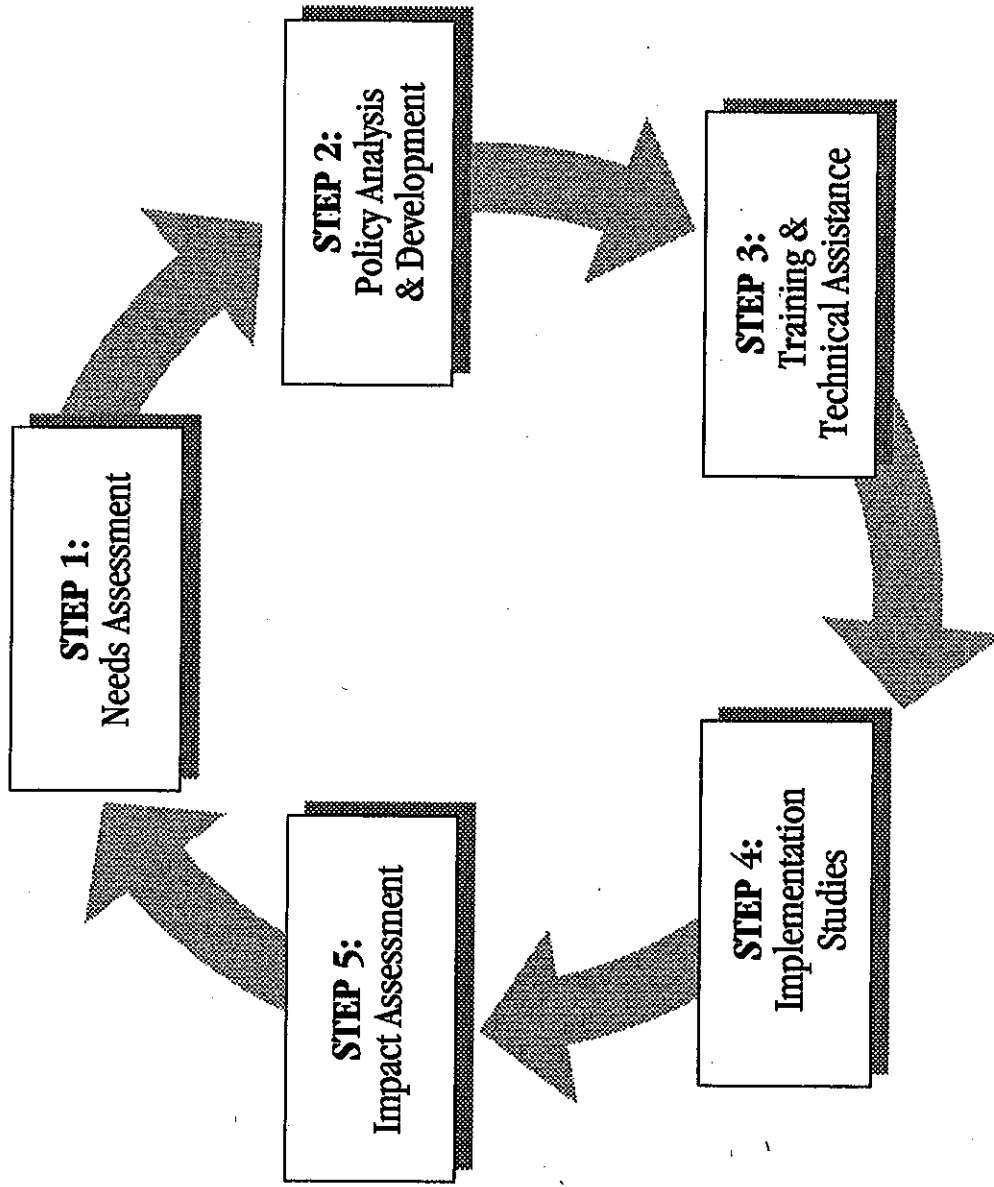 STEP 1:
Needs Assessment
STEP 2:
Policy Analysis
& Development
STEP 3:
Training &
Technical Assistance
STEP 4:
Implementation
Studies
STEP 5:
Impact Assessment